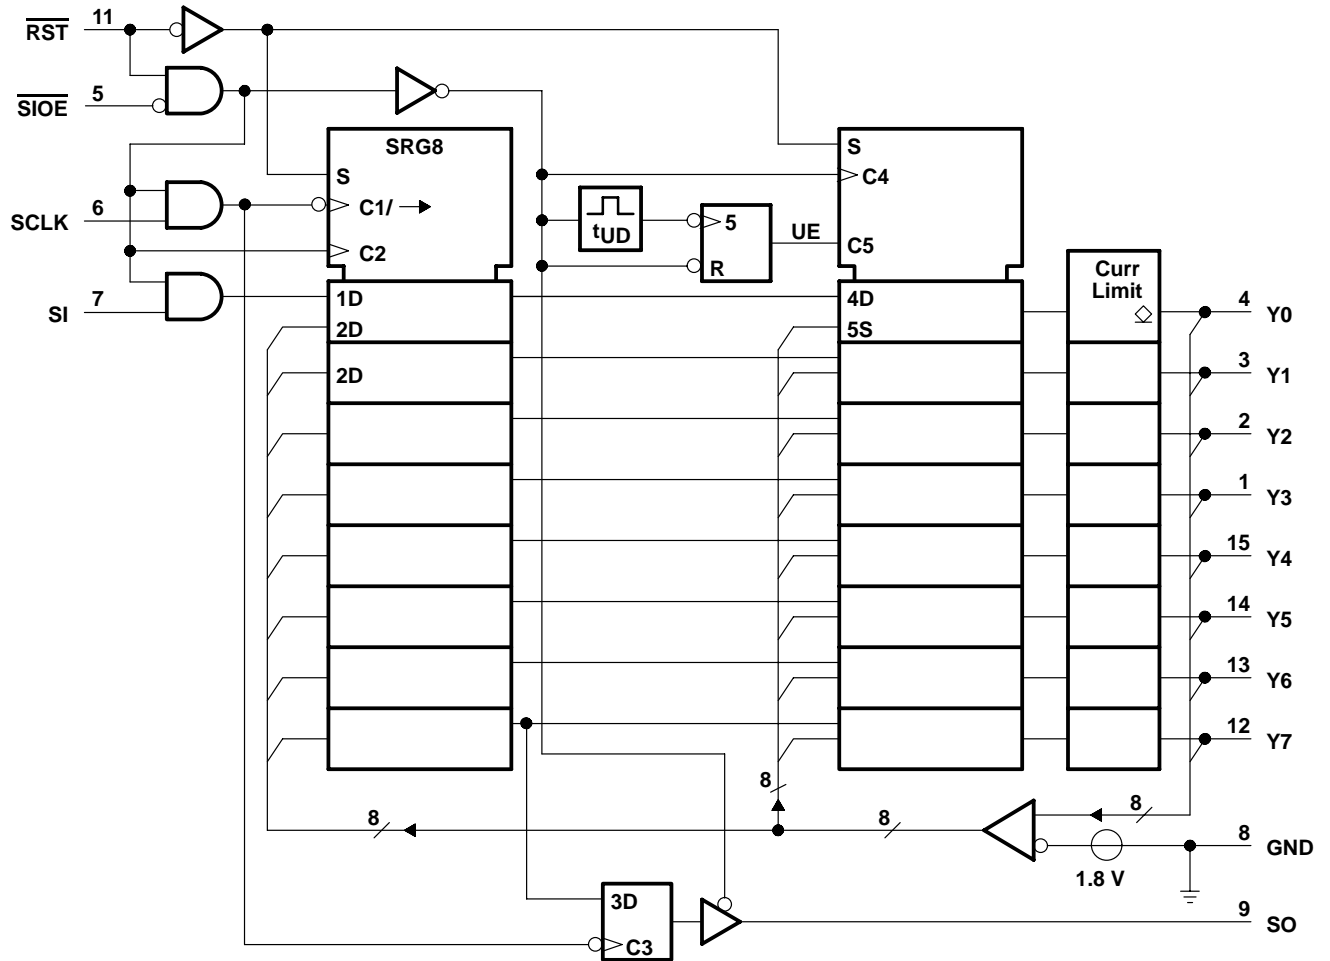 RST 11
SIOE 5
SRG8
S
S
C1/
C4
SCLK 6
tUD
5
UE
C2
C5
R
Curr
Limit
SI 7
1D
4D
4 Y0
2D
5S
3 Y1
2D
2 Y2
1 Y3
15 Y4
14 Y5
13 Y6
12 Y7
8
8
8
8
8 GND
1.8 V
3D
9 SO
C3